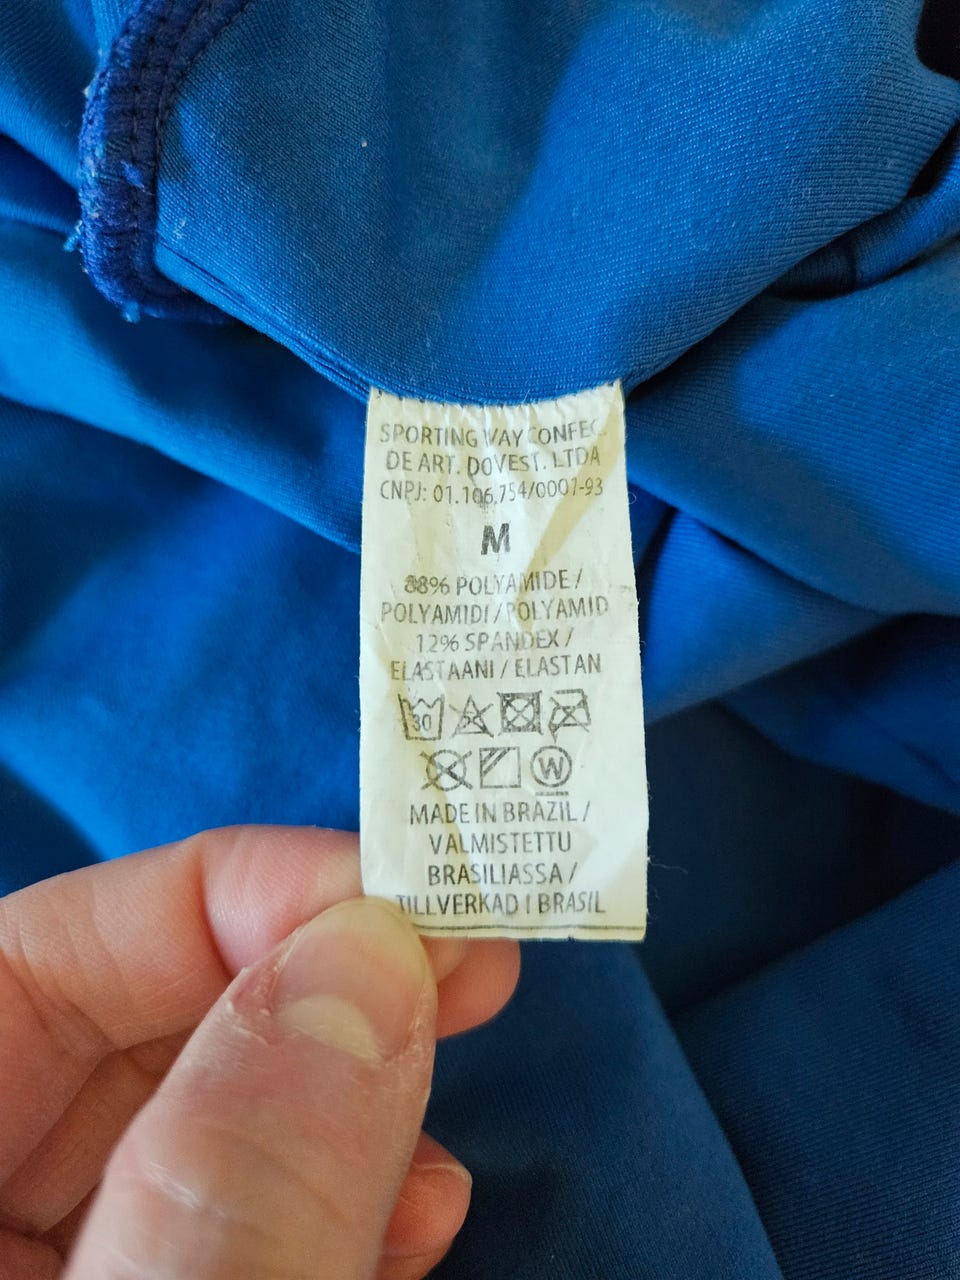 SPORTING WAY CONFEC.
DE ART. DOVEST. LTDA
CNPJ: 01.106.754/0001-93
M
88% POLYAMIDE /
POLYAMIDI / POLYAMID
12% SPANDEX /
ELASTAANI / ELASTAN
30
W
MADE IN BRAZIL /
VALMISTETTU
BRASILIASSA /
TILLVERKAD I BRASIL